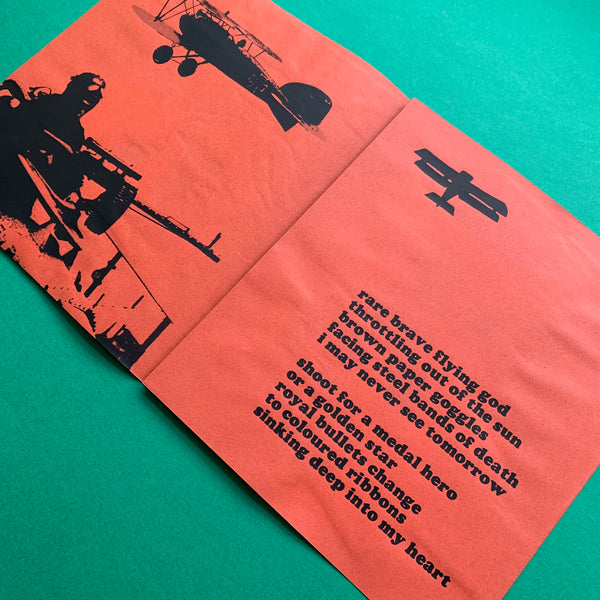 rare brave flying god
throttling out of the sun
brown paper goggles
facing steel bands of death
i may never see tomorrow
shoot for a medal hero
or a golden star
royal bullets change
to coloured ribbons
sinking deep into my heart